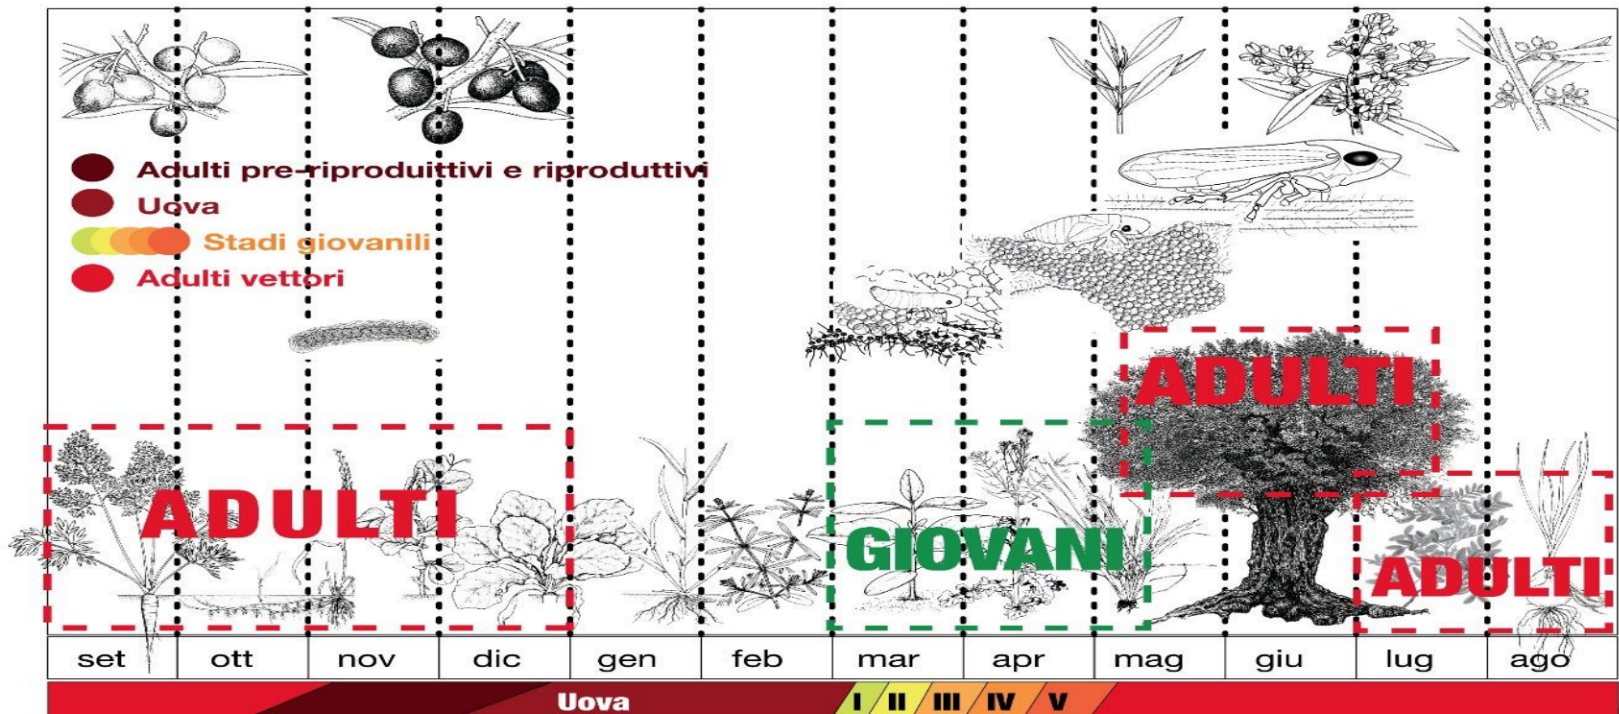 Adulti pre-riproduittivi e riproduttivi
Uova
Stadi giovanili
Adulti vettori
ADULTI
ADULTI
GIOVANI
ADULTI
set ott nov dic gen feb mar apr mag giu lug ago
Uova I II III IV V